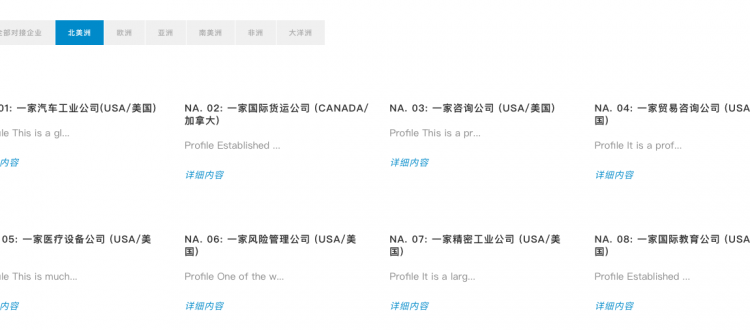 全部对接企业 北美洲 欧洲 亚洲 南美洲 非洲 大洋洲
01: 一家汽车工业公司(USA/美国) NA. 02: 一家国际货运公司 (CANADA/ NA. 03: 一家咨询公司 (USA/美国) NA. 04: 一家贸易咨询公司 (USA/美
加拿大) 国)
This is a gl... Profile This is a pr...
Profile Established ... Profile It is a prof...
内容 详细内容
详细内容 详细内容
05: 一家医疗设备公司 (USA/美 NA. 06: 一家风险管理公司 (USA/美 NA. 07: 一家精密工业公司 (USA/美 NA. 08: 一家国际教育公司 (USA/美
国) 国) 国) 国)
This is much... Profile One of the w... Profile It is a larg... Profile Established ...
内容 详细内容 详细内容 详细内容